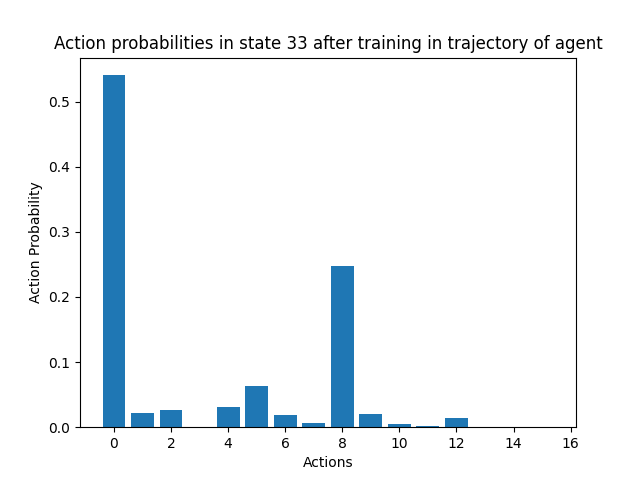 Action probabilities in state 33 after training in trajectory of agent
0.5
0.4
0.3
0.2
0.1
0.0
Action Probability
0 2 4 6 8 10 12 14 16
Actions